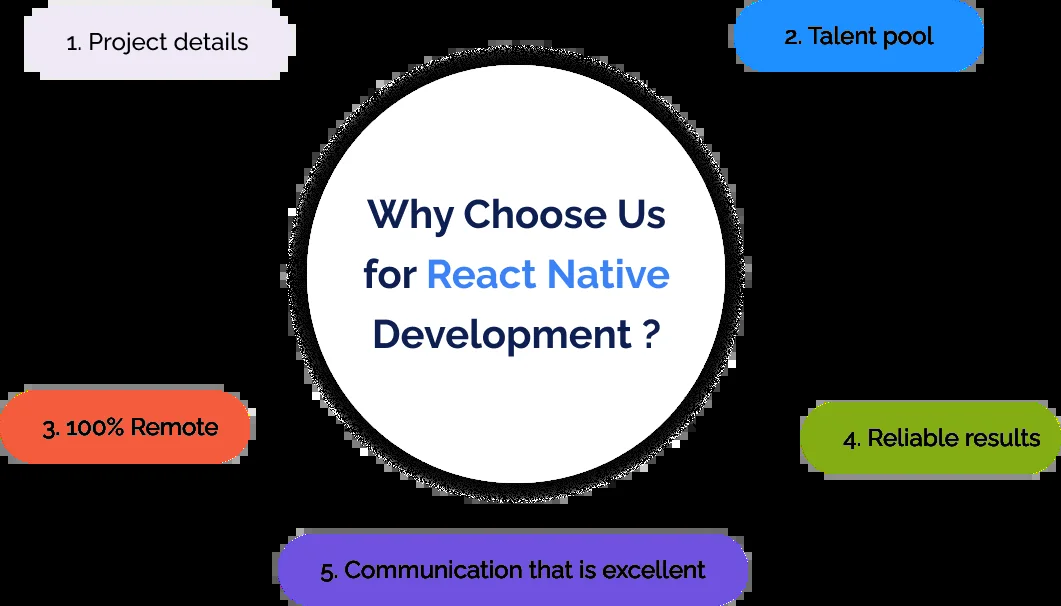 1. Project details
2. Talent pool
Why Choose Us
for React Native
Development ?
3. 100% Remote
4. Reliable results
5. Communication that is excellent